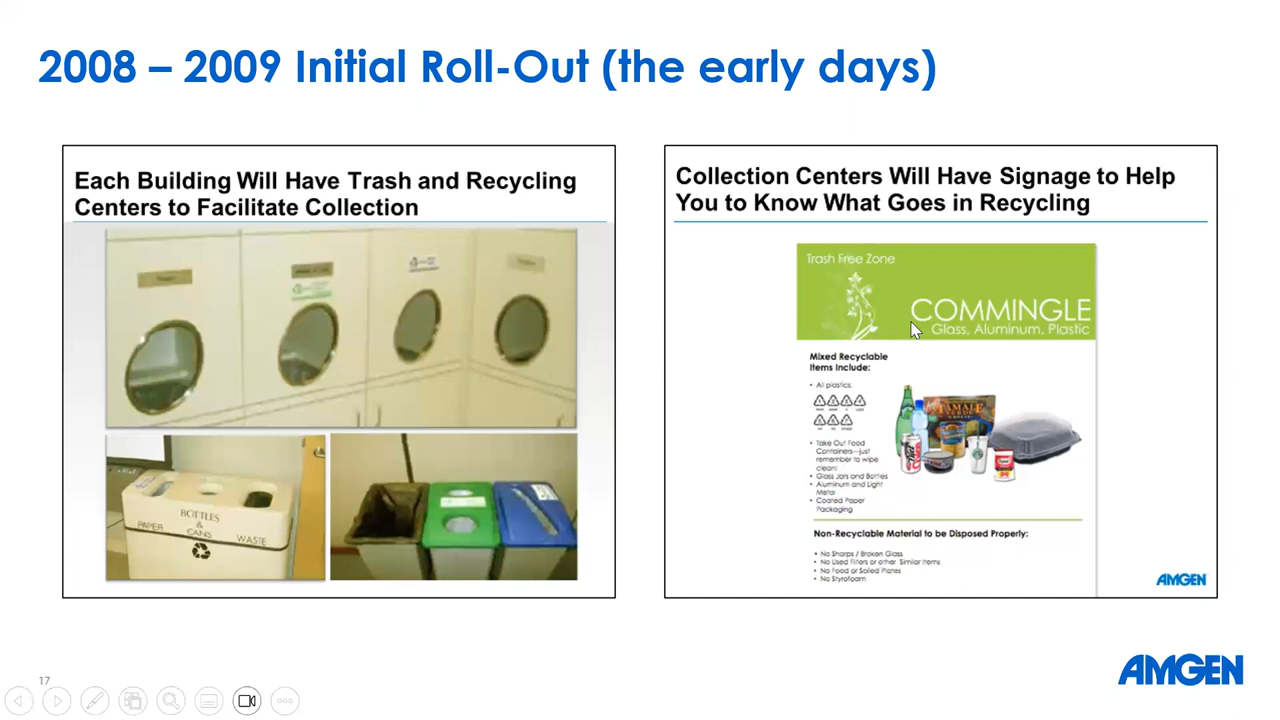 2008 – 2009 Initial Roll-Out (the early days)
Each Building Will Have Trash and Recycling
Centers to Facilitate Collection
BOTTLES
&
CANS
PAPER
WASTE
Collection Centers Will Have Signage to Help
You to Know What Goes in Recycling
Trash Free Zone
COMMINGLE
Glass, Aluminum, Plastic
Mixed Recyclable
Items Include:
• All plastics:
• Take Out Food
Containers—just
remember to wipe
clean!
• Glass Jars and Bottles
• Aluminum and Light
Metal
• Coated Paper
Packaging
TAMALE
Non-Recyclable Material to be Disposed Properly:
• No Sharps / Broken Glass
• No Used Filters or other Similar Items
• No Food or Soiled Plates
• No Styrofoam
AMGEN
AMGEN
17